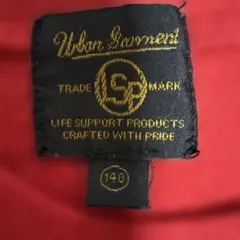 Urban Garment
TRADE LSP MARK
LIFE SUPPORT PRODUCTS
CRAFTED WITH PRIDE
140